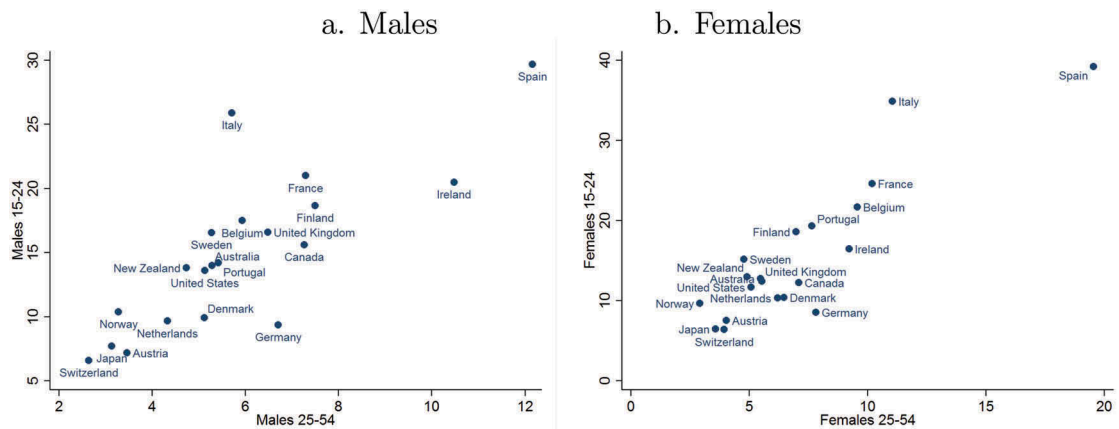 a. Males
b. Females
30
25
20
15
10
5
Males 15-24
Spain
Italy
France
Ireland
Finland
Belgium
United Kingdom
Sweden
Canada
Australia
New Zealand
Portugal
United States
Denmark
Norway
Netherlands
Germany
Japan
Austria
Switzerland
2
4
6
8
10
12
Males 25-54
40
30
20
10
0
Females 15-24
Spain
Italy
France
Belgium
Portugal
Finland
Ireland
Sweden
New Zealand
United Kingdom
Australia
Canada
United States
Netherlands
Denmark
Norway
Germany
Austria
Japan
Switzerland
0
5
10
15
20
Females 25-54